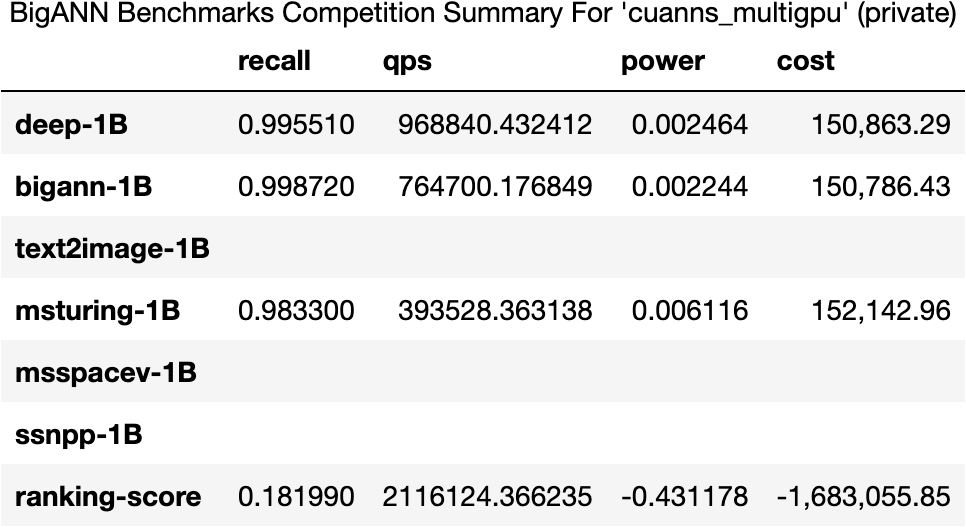 BigANN Benchmarks Competition Summary For 'cuanns_multigpu' (private)
recall qps power cost
deep-1B 0.995510 968840.432412 0.002464 150,863.29
bigann-1B 0.998720 764700.176849 0.002244 150,786.43
text2image-1B
msturing-1B 0.983300 393528.363138 0.006116 152,142.96
msspacev-1B
ssnpp-1B
ranking-score 0.181990 2116124.366235 -0.431178 -1,683,055.85